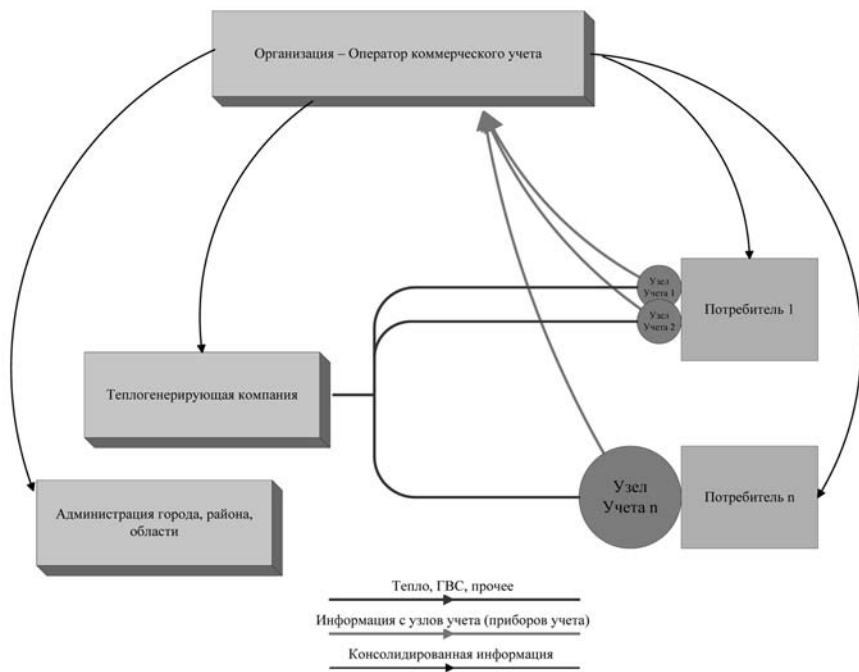 Организация – Оператор коммерческого учета
Узел
Учета 1
Узел
Учета 2
Потребитель 1
Теплогенерирующая компания
Узел
Учета n
Потребитель n
Администрация города, района,
области
Тепло, ГВС, прочее
Информация с узлов учета (приборов учета)
Консолидированная информация